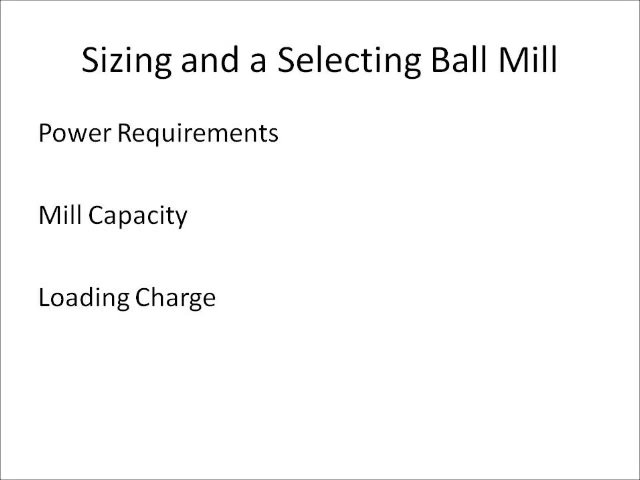 Sizing and a Selecting Ball Mill
Power Requirements
Mill Capacity
Loading Charge